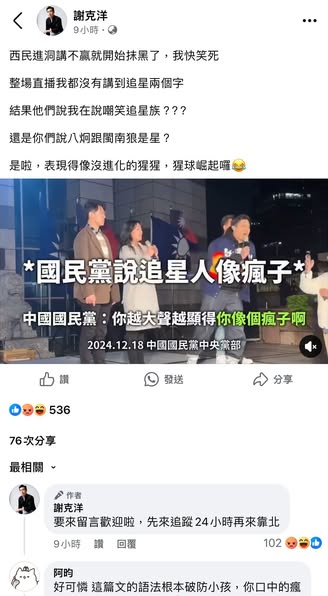 謝克洋
9小時·
西民進洞講不贏就開始抹黑了，我快笑死
整場直播我都沒有講到追星兩個字
結果他們說我在說嘲笑追星族???
還是你們說八炯跟閩南狼是星?
是啦，表現得像沒進化的猩猩，猩球崛起囉😂
*國民黨說追星人像瘋子*
中國國民黨：你越大聲越顯得你像個瘋子啊
2024.12.18 中國國民黨中央黨部
讚
發送
分享
536
76次分享
最相關
作者
謝克洋
要來留言歡迎啦，先來追蹤24小時再來靠北
9小時 讚 回覆
102
阿昀
好可憐 這篇文的語法根本破防小孩，你口中的瘋